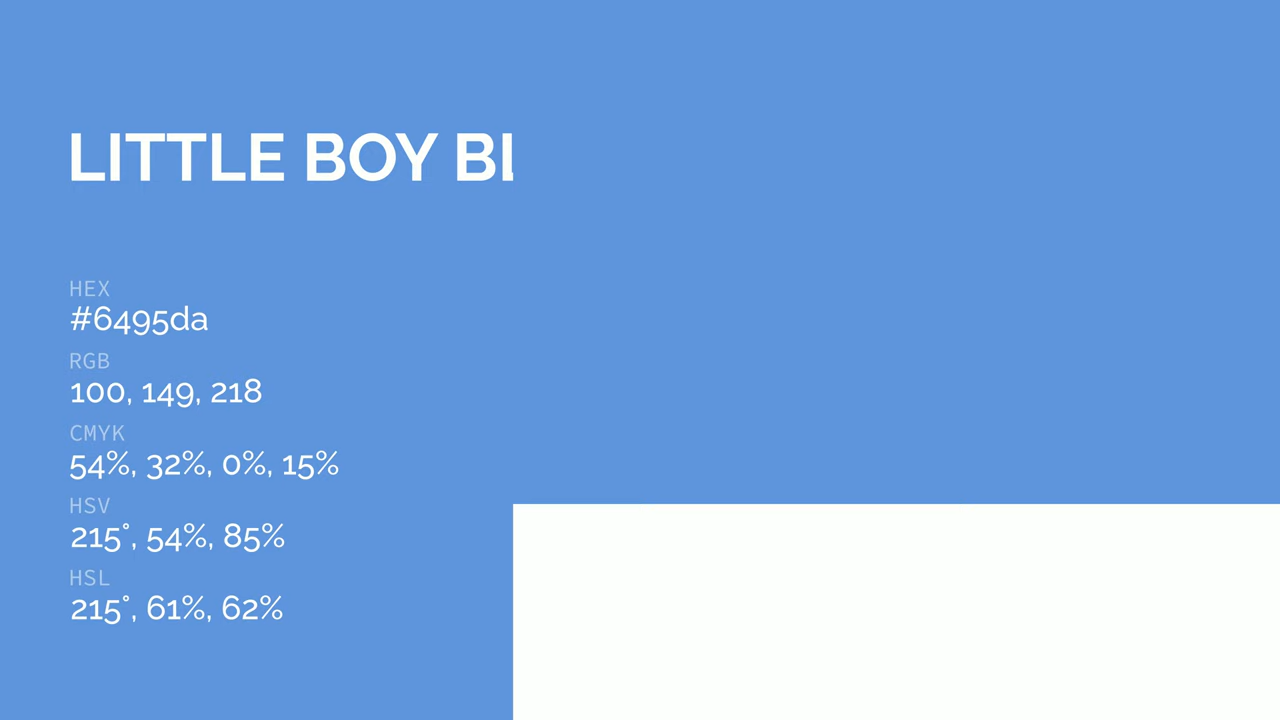 LITTLE BOY
HEX
#6495da
RGB
100, 149, 218
CMYK
54%, 32%, 0%, 15%
HSV
215°, 54%, 85%
HSL
215°, 61%, 62%